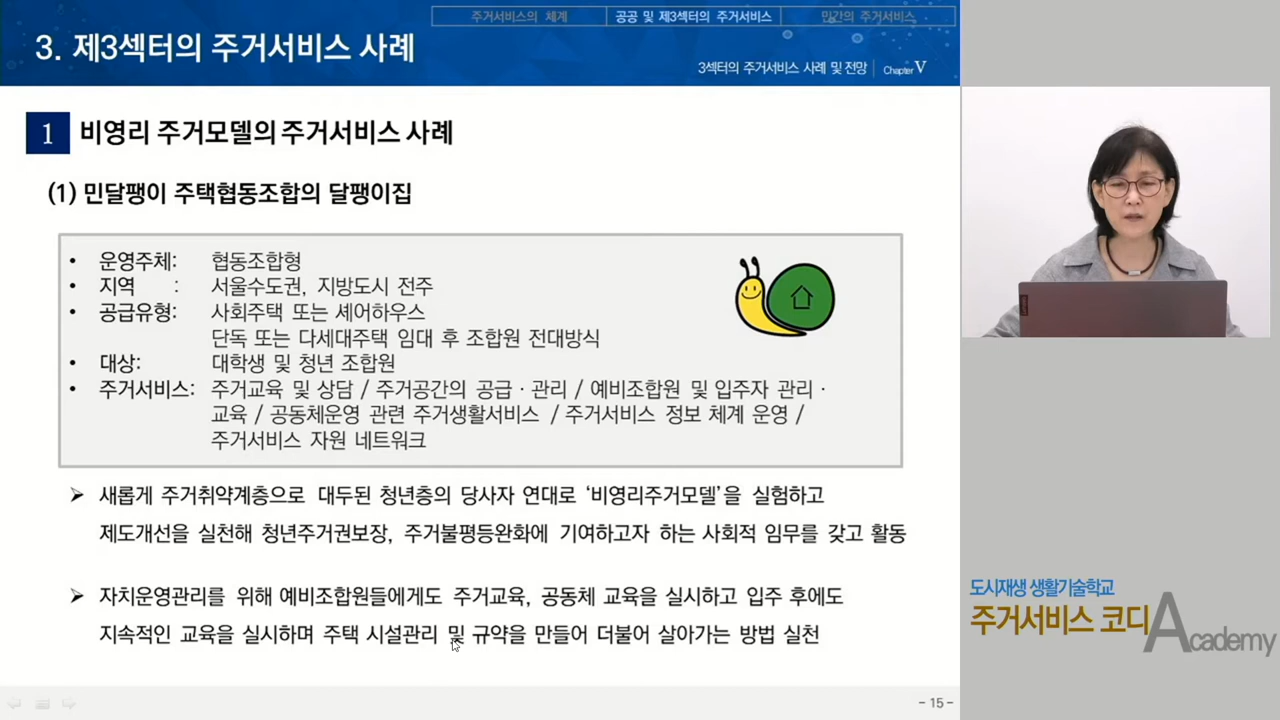 주거서비스의 체계
공공 및 제3섹터의 주거서비스
민간의 주거서비스
3. 제3섹터의 주거서비스 사례
3섹터의 주거서비스 사례 및 전망
Chapter V
1 비영리 주거모델의 주거서비스 사례
(1) 민달팽이 주택협동조합의 달팽이집
• 운영주체: 협동조합형
• 지역 : 서울수도권, 지방도시 전주
• 공급유형: 사회주택 또는 셰어하우스
단독 또는 다세대주택 임대 후 조합원 전대방식
• 대상: 대학생 및 청년 조합원
• 주거서비스: 주거교육 및 상담 / 주거공간의 공급·관리 / 예비조합원 및 입주자 관리·
교육 / 공동체운영 관련 주거생활서비스 / 주거서비스 정보 체계 운영 /
주거서비스 자원 네트워크
➢ 새롭게 주거취약계층으로 대두된 청년층의 당사자 연대로 ‘비영리주거모델’을 실험하고
제도개선을 실천해 청년주거권보장, 주거불평등완화에 기여하고자 하는 사회적 임무를 갖고 활동
➢ 자치운영관리를 위해 예비조합원들에게도 주거교육, 공동체 교육을 실시하고 입주 후에도
지속적인 교육을 실시하며 주택 시설관리 및 규약을 만들어 더불어 살아가는 방법 실천
- 15 -
도시재생 생활기술학교
주거서비스 코디
Academy